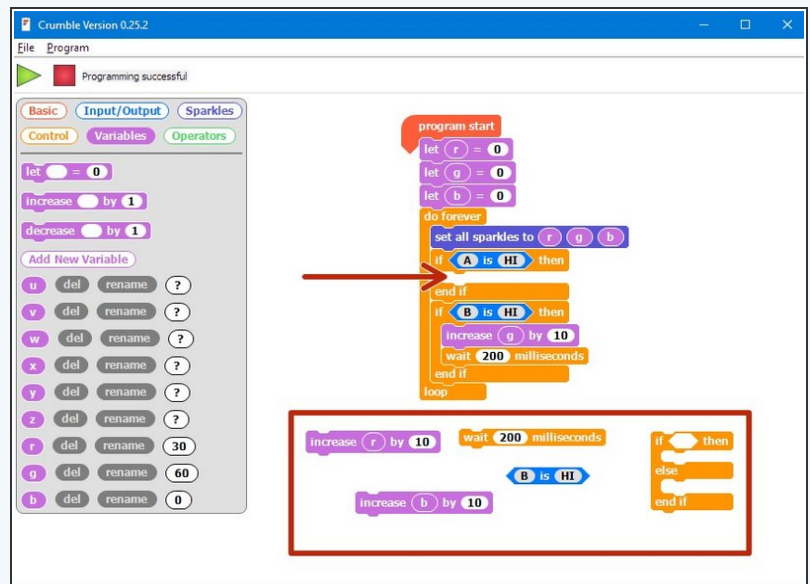 Crumble Version 0.25.2
File Program
Programming successful
Basic Input/Output Sparkles
Control Variables Operators
let = 0
increase by 1
decrease by 1
Add New Variable
u del rename ?
v del rename ?
w del rename ?
x del rename ?
y del rename ?
z del rename ?
r del rename 30
g del rename 60
b del rename 0
program start
let r = 0
let g = 0
let b = 0
do forever
set all sparkles to r g b
if A is HI then
end if
if B is HI then
increase g by 10
wait 200 milliseconds
end if
loop
increase r by 10
wait 200 milliseconds
B is HI
increase b by 10
if then
else
end if